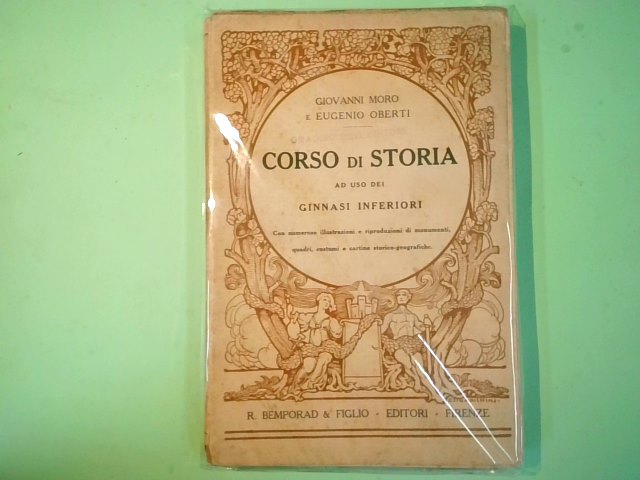 GIOVANNI MORO
E EUGENIO OBERTI
CORSO DI STORIA
AD USO DEI
GINNASI INFERIORI
Con numerose illustrazioni e riproduzioni di monumenti,
quadri, costumi e cartine storico-geografiche.
R. BEMPORAD & FIGLIO - EDITORI - FIRENZE